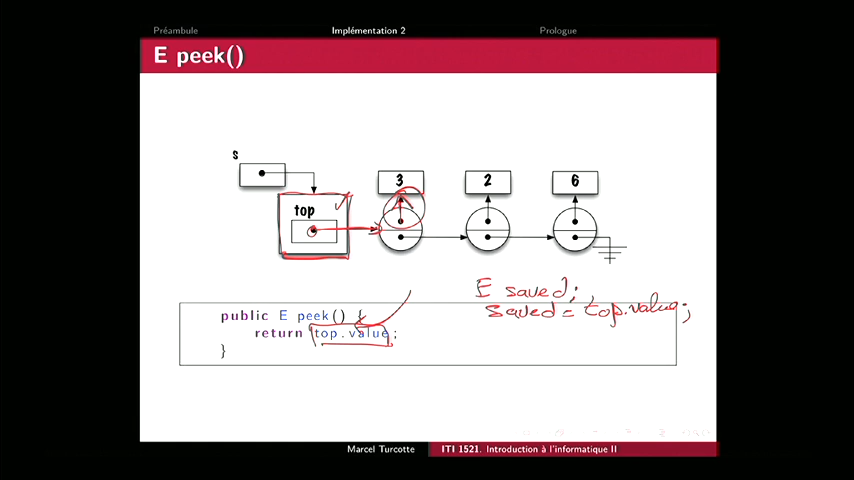 Préambule Implémentation 2 Prologue
E peek()
s
3 2 6
top
E saved;
saved = top.value;
public E peek() {
return top.value;
}
Marcel Turcotte ITI 1521. Introduction à l'informatique II